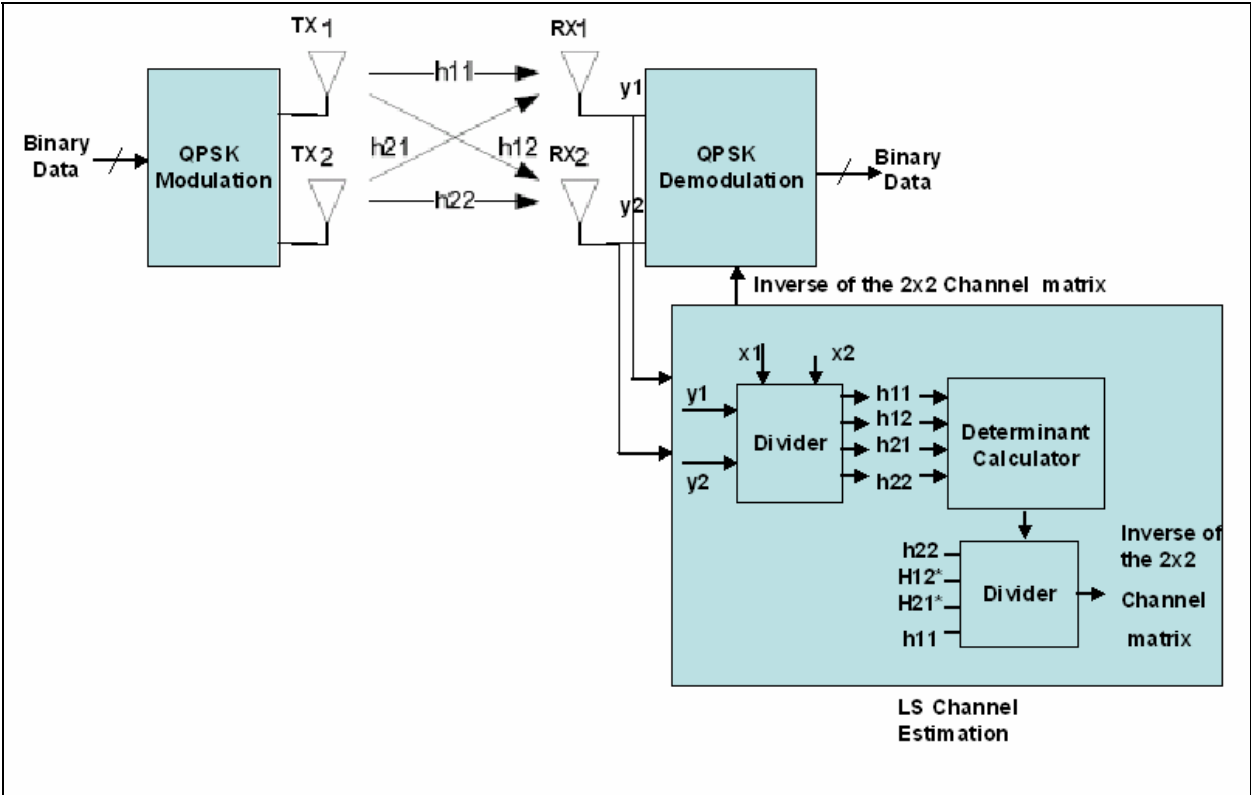 TX 1
RX1
h11
y1
Binary
Data
QPSK
Modulation
TX2
h21
h12
RX2
QPSK
Demodulation
Binary
Data
h22
y2
Inverse of the 2x2 Channel matrix
x1
x2
y1
y2
Divider
h11
h12
h21
h22
Determinant
Calculator
h22
H12*
H21*
h11
Divider
Inverse of
the 2x2
Channel
matrix
LS Channel
Estimation